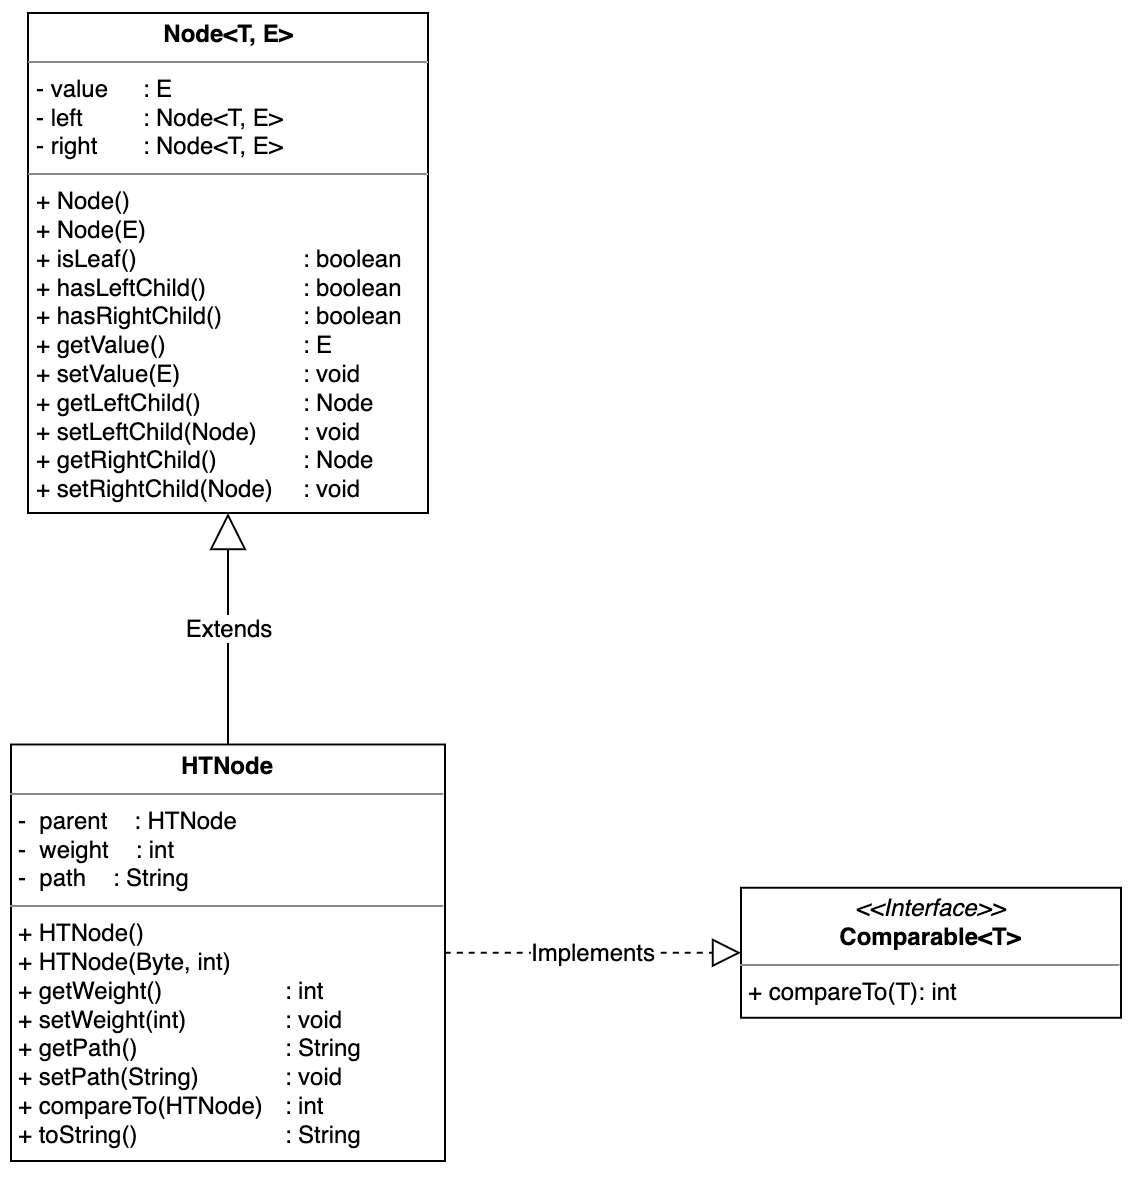 Node<T, E>
- value : E
- left : Node<T, E>
- right : Node<T, E>
+ Node()
+ Node(E)
+ isLeaf() : boolean
+ hasLeftChild() : boolean
+ hasRightChild() : boolean
+ getValue() : E
+ setValue(E) : void
+ getLeftChild() : Node
+ setLeftChild(Node) : void
+ getRightChild() : Node
+ setRightChild(Node) : void
Extends
HTNode
- parent : HTNode
- weight : int
- path : String
+ HTNode()
+ HTNode(Byte, int)
+ getWeight() : int
+ setWeight(int) : void
+ getPath() : String
+ setPath(String) : void
+ compareTo(HTNode) : int
+ toString() : String
Implements
<<Interface>>
Comparable<T>
+ compareTo(T): int